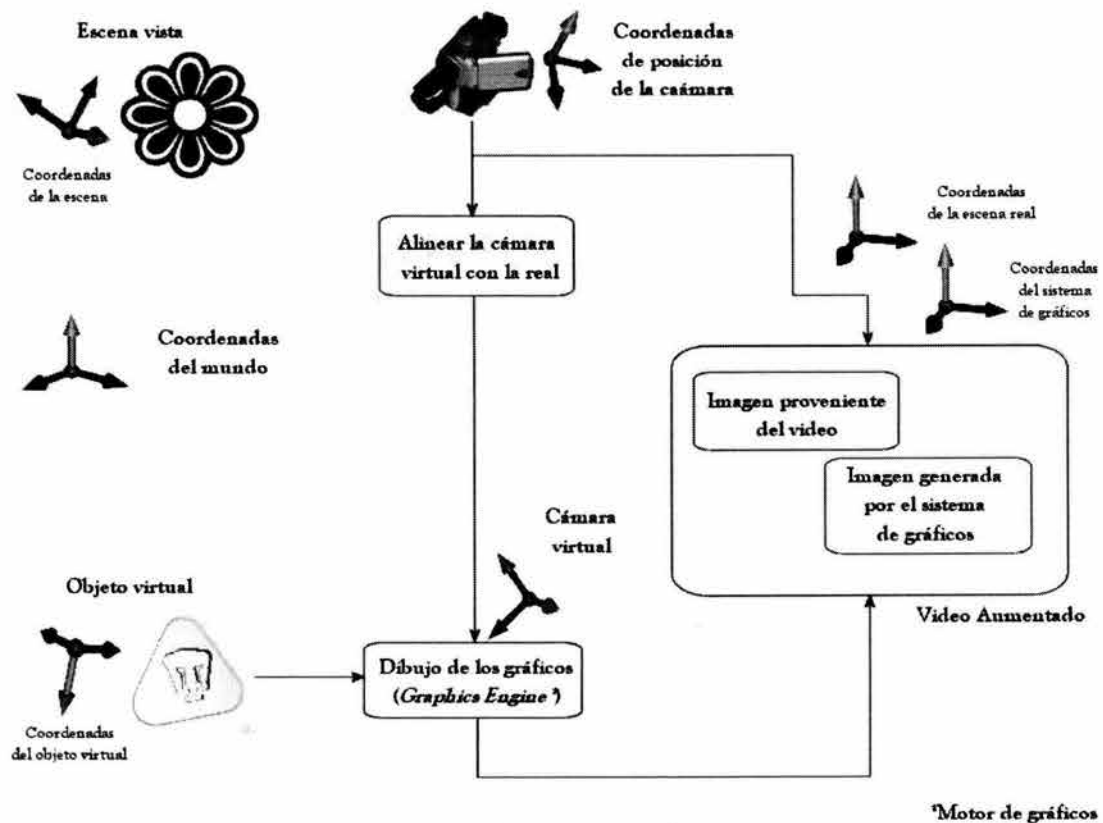 Escena vista
Coordenadas
de posición
de la caámara
Coordenadas
de la escena
Coordenadas
de la escena real
Coordenadas
del sistema
de gráficos
Alinear la cámara
virtual con la real
Coordenadas
del mundo
Imagen proveniente
del video
Imagen generada
por el sistema
de gráficos
Video Aumentado
Cámara
virtual
Objeto virtual
Coordenadas
del objeto virtual
Dibujo de los gráficos
(Graphics Engine ¹)
¹Motor de gráficos